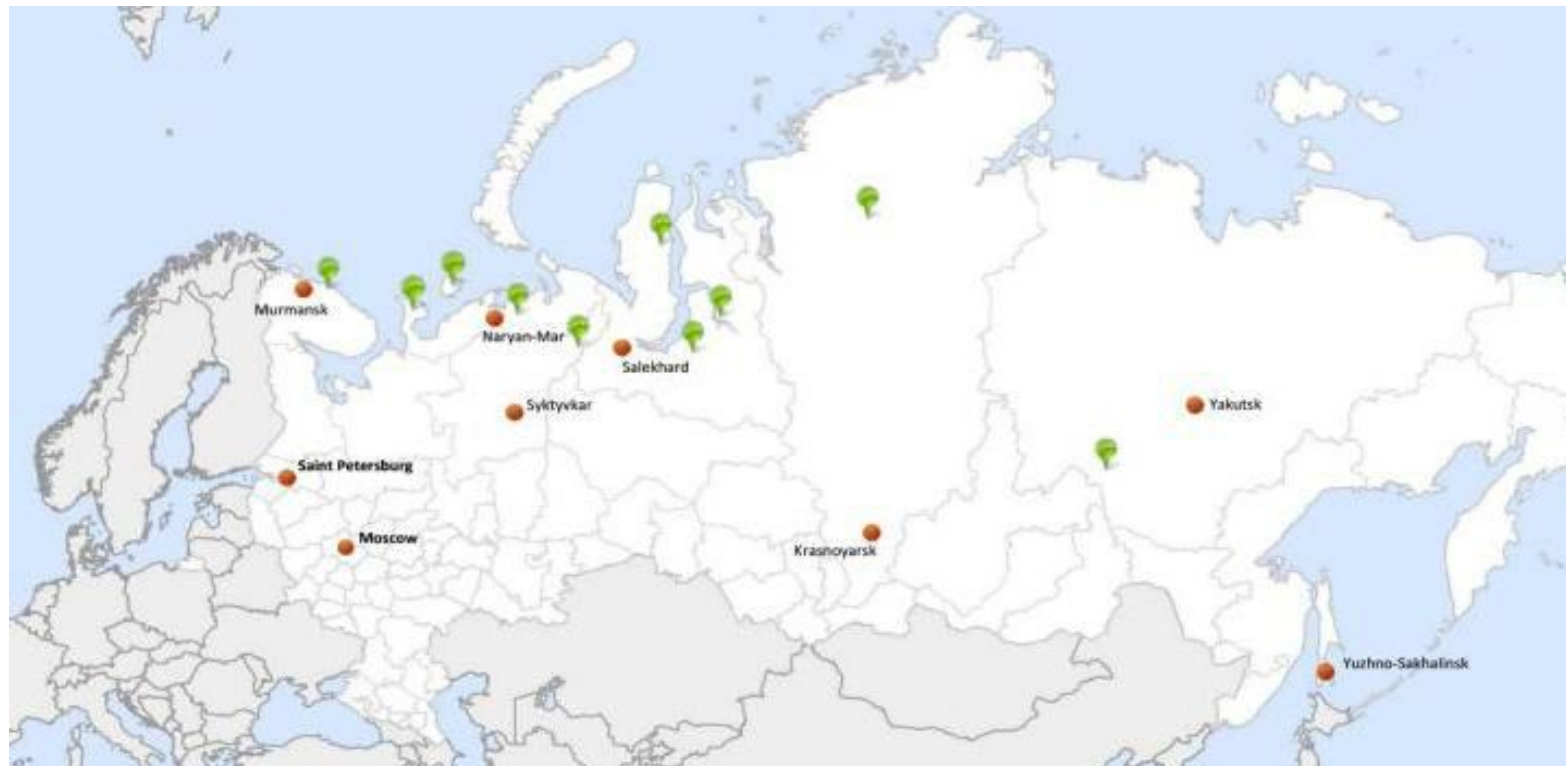 Murmansk
Naryan-Mar
Salekhard
Syktyvkar
Yakutsk
Saint Petersburg
Moscow
Krasnoyarsk
Yuzhno-Sakhalinsk